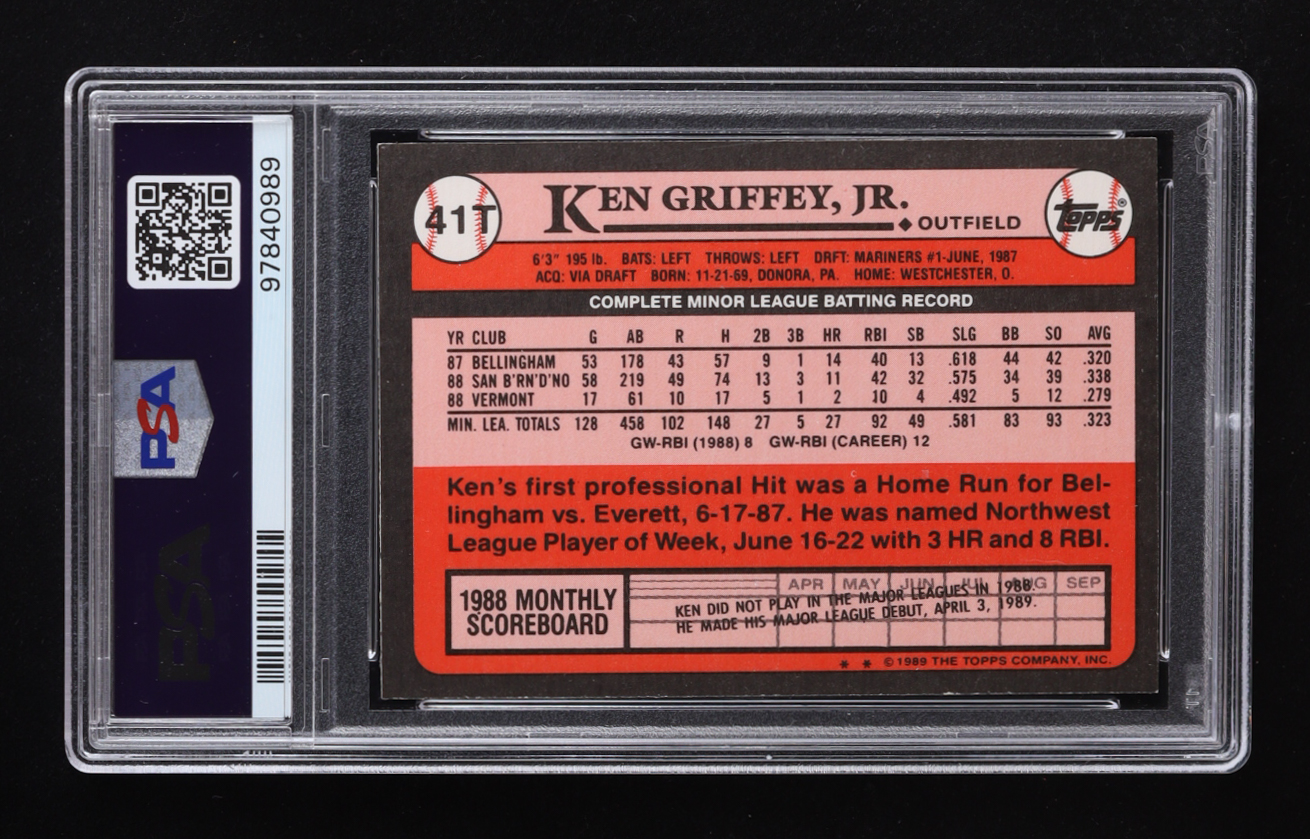 PSA
97840989
PSA
41T
KEN GRIFFEY, JR.
◆ OUTFIELD
TOPPS®
6'3" 195 lb. BATS: LEFT THROWS: LEFT DRFT: MARINERS #1-JUNE, 1987
ACQ: VIA DRAFT BORN: 11-21-69, DONORA, PA. HOME: WESTCHESTER, O.
COMPLETE MINOR LEAGUE BATTING RECORD
YR CLUB G AB R H 2B 3B HR RBI SB SLG BB SO AVG
87 BELLINGHAM 53 178 43 57 9 1 14 40 13 .618 44 42 .320
88 SAN B'RN'D'NO 58 219 49 74 13 3 11 42 32 .575 34 39 .338
88 VERMONT 17 61 10 17 5 1 2 10 4 .492 5 12 .279
MIN. LEA. TOTALS 128 458 102 148 27 5 27 92 49 .581 83 93 .323
GW-RBI (1988) 8 GW-RBI (CAREER) 12
Ken's first professional Hit was a Home Run for Bel-
lingham vs. Everett, 6-17-87. He was named Northwest
League Player of Week, June 16-22 with 3 HR and 8 RBI.
1988 MONTHLY
SCOREBOARD
APR MAY JUN JUL AUG SEP
KEN DID NOT PLAY IN THE MAJOR LEAGUES IN 1988.
HE MADE HIS MAJOR LEAGUE DEBUT, APRIL 3, 1989.
* * © 1989 THE TOPPS COMPANY, INC.